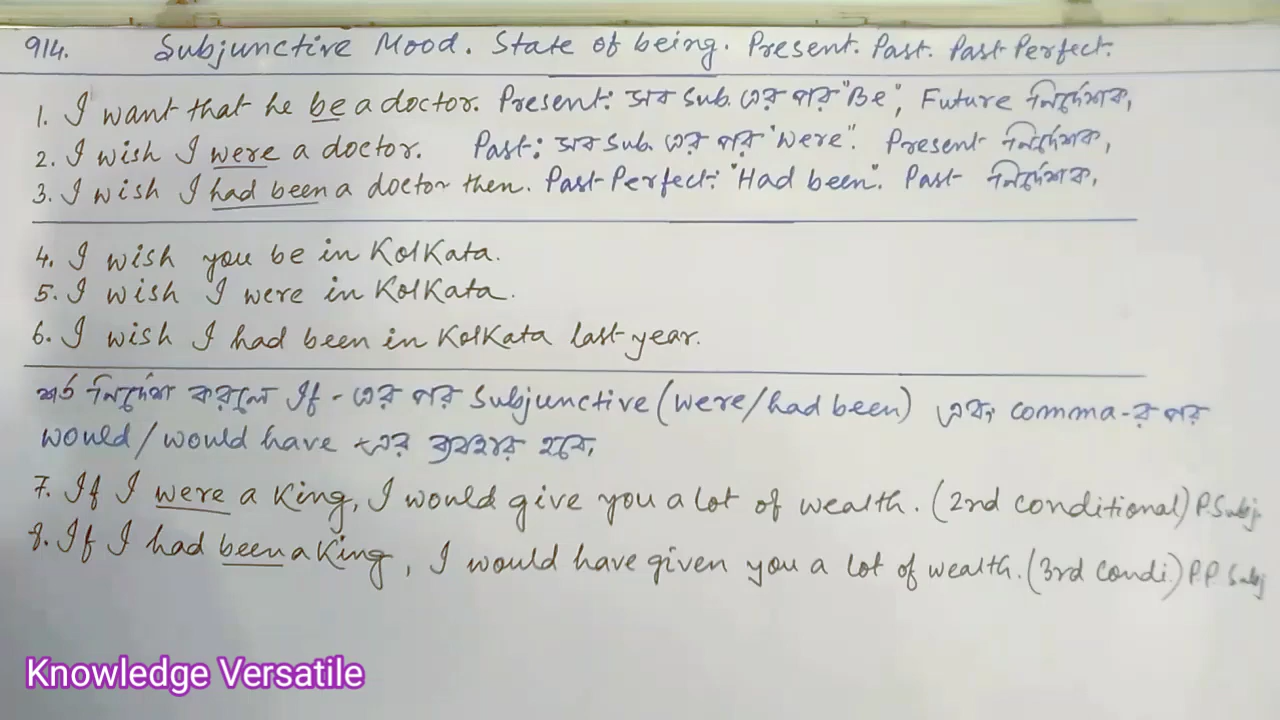 914. Subjunctive Mood. State of being. Present. Past. Past Perfect.
1. I want that he be a doctor. Present: সব Sub. এর পর "Be", Future নির্দেশক,
2. I wish I were a doctor. Past: সব Sub. এর পর "were". Present নির্দেশক,
3. I wish I had been a doctor then. Past Perfect: "Had been". Past নির্দেশক,
4. I wish you be in Kolkata.
5. I wish I were in Kolkata.
6. I wish I had been in Kolkata last year.
শর্ত নির্দেশ করলে If-এর পর Subjunctive (were/had been) এবং comma-র পর
would/would have এর ব্যবহার হবে,
7. If I were a King, I would give you a lot of wealth. (2nd conditional) P.Subj.
8. If I had been a King, I would have given you a lot of wealth. (3rd condi.) P.P. Subj
Knowledge Versatile